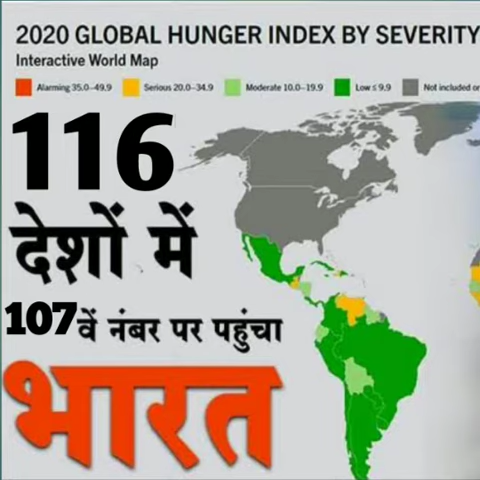 2020 GLOBAL HUNGER INDEX BY SEVERITY
Interactive World Map
Alarming 35.0–49.9 Serious 20.0–34.9 Moderate 10.0–19.9 Low ≤ 9.9 Not included or
116
देशों में
107वें नंबर पर पहुंचा
भारत